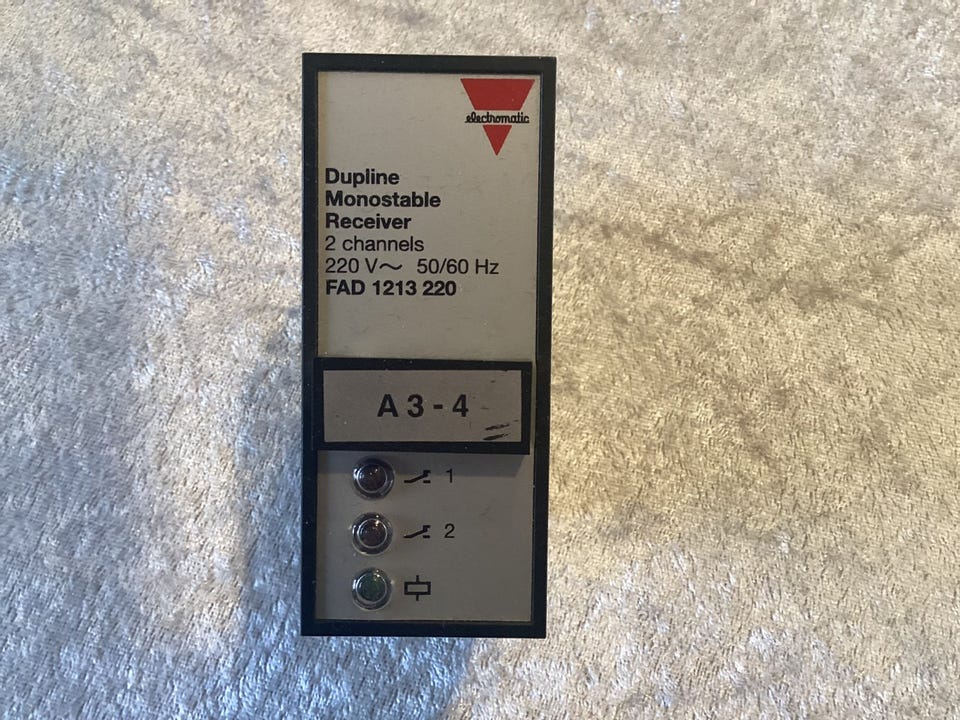 electromatic
Dupline
Monostable
Receiver
2 channels
220 V~ 50/60 Hz
FAD 1213 220
A 3 - 4
1
2